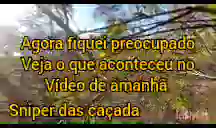 Agora fiquei preocupado
Veja o que aconteceu no
Vídeo de amanhã
Sniper das caçada